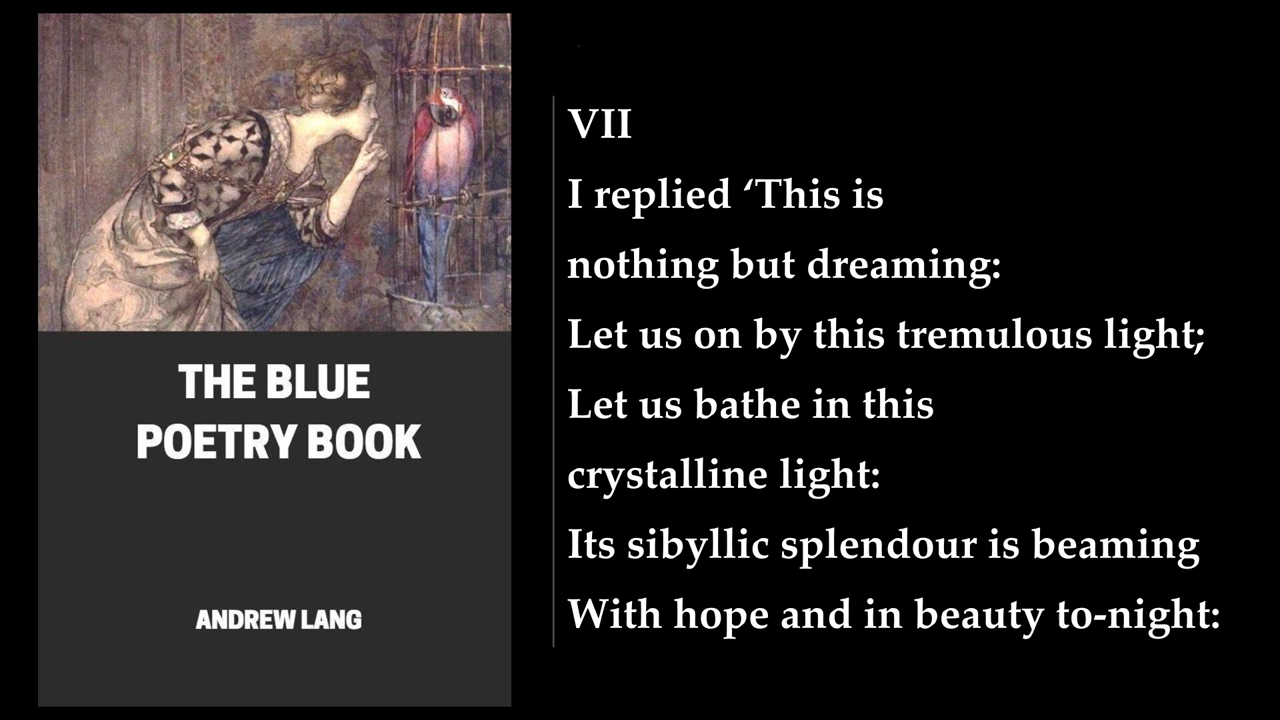 THE BLUE
POETRY BOOK
ANDREW LANG
VII
I replied ‘This is
nothing but dreaming:
Let us on by this tremulous light;
Let us bathe in this
crystalline light:
Its sibyllic splendour is beaming
With hope and in beauty to-night: